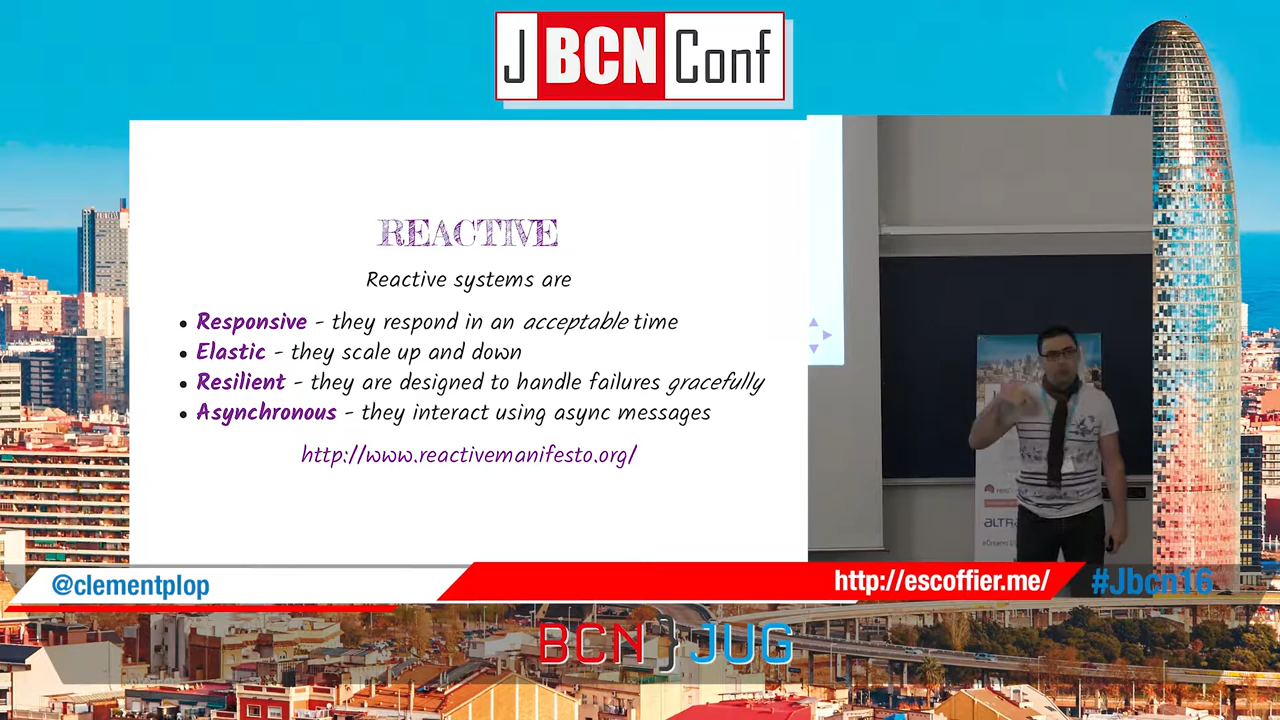 J BCN Conf
REACTIVE
Reactive systems are
• Responsive - they respond in an acceptable time
• Elastic - they scale up and down
• Resilient - they are designed to handle failures gracefully
• Asynchronous - they interact using async messages
http://www.reactivemanifesto.org/
@clementplop
http://escoffier.me/
#Jbcn16
BCN JUG